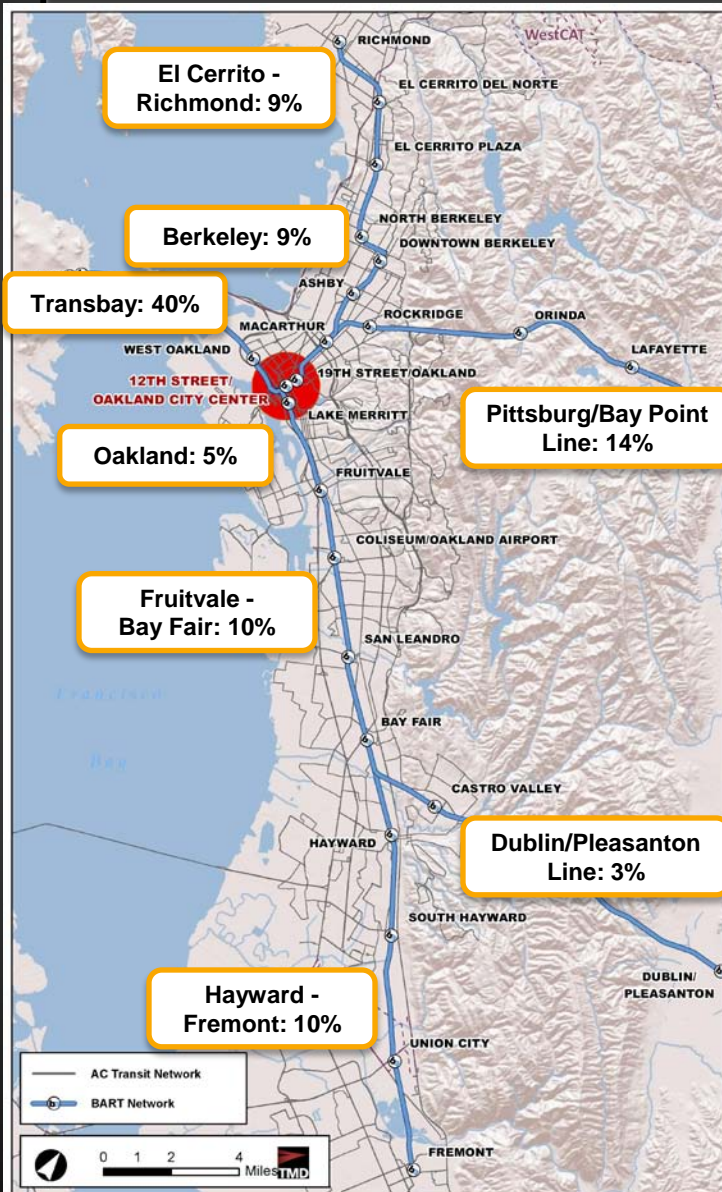 RICHMOND
WestCAT
El Cerrito -
Richmond: 9%
EL CERRITO DEL NORTE
EL CERRITO PLAZA
NORTH BERKELEY
Berkeley: 9%
DOWNTOWN BERKELEY
ASHBY
Transbay: 40%
ROCKRIDGE
ORINDA
MACARTHUR
WEST OAKLAND
LAFAYETTE
19TH STREET/OAKLAND
12TH STREET/
OAKLAND CITY CENTER
LAKE MERRITT
Pittsburg/Bay Point
Line: 14%
Oakland: 5%
FRUITVALE
COLISEUM/OAKLAND AIRPORT
Fruitvale -
Bay Fair: 10%
SAN LEANDRO
Francisco
Bay
BAY FAIR
CASTRO VALLEY
HAYWARD
Dublin/Pleasanton
Line: 3%
SOUTH HAYWARD
DUBLIN/
PLEASANTON
Hayward -
Fremont: 10%
UNION CITY
AC Transit Network
BART Network
FREMONT
0 1 2 4
Miles
TMD